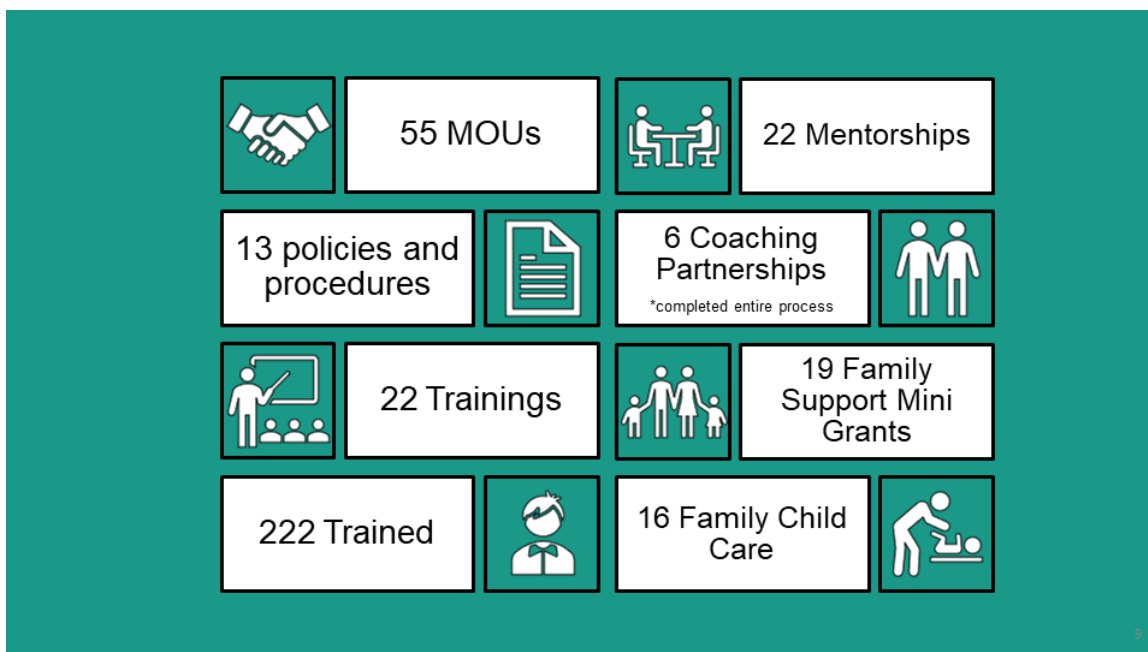 55 MOUs
22 Mentorships
13 policies and
procedures
6 Coaching
Partnerships
*completed entire process
22 Trainings
19 Family
Support Mini
Grants
222 Trained
16 Family Child
Care
9